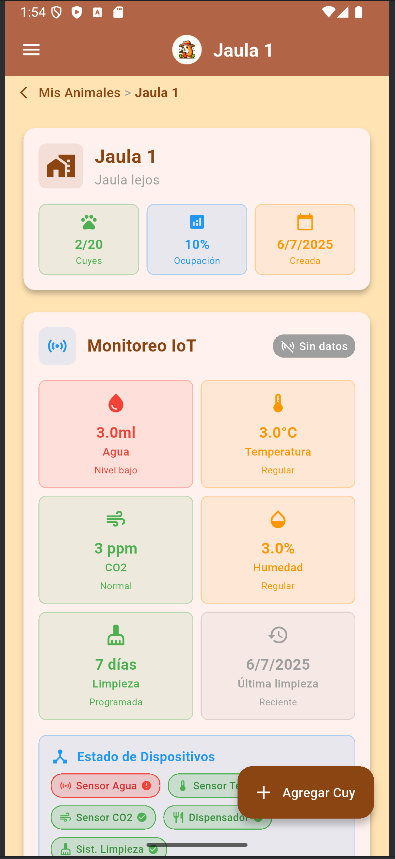 1:54
Jaula 1
Mis Animales > Jaula 1
Jaula 1
Jaula lejos
2/20
Cuyes
10%
Ocupación
6/7/2025
Creada
Monitoreo IoT
Sin datos
3.0ml
Agua
Nivel bajo
3.0°C
Temperatura
Regular
3 ppm
CO2
Normal
3.0%
Humedad
Regular
7 días
Limpieza
Programada
6/7/2025
Última limpieza
Reciente
Estado de Dispositivos
Sensor Agua
Sensor Te
Agregar Cuy
Sensor CO2
Dispensador
Sist. Limpieza